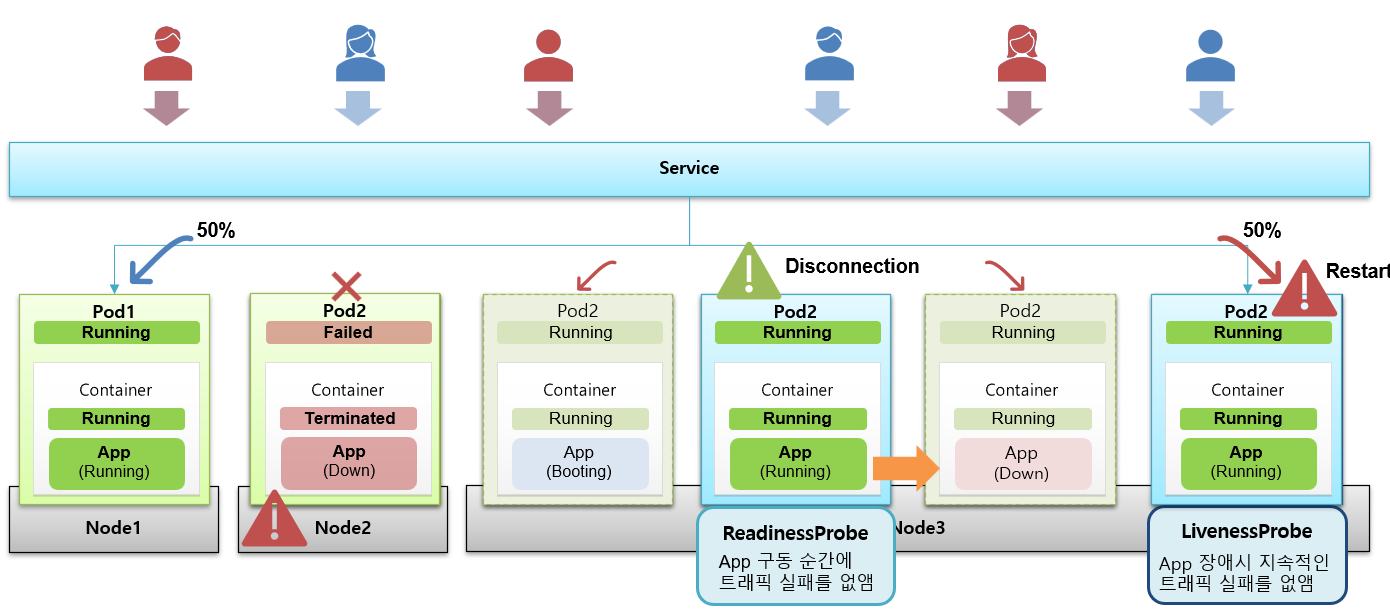 Service
50%
50%
Disconnection
Restart
Pod1
Running
Container
Running
App
(Running)
Node1
Pod2
Failed
Container
Terminated
App
(Down)
Node2
Pod2
Running
Container
Running
App
(Booting)
Pod2
Running
Container
Running
App
(Running)
Pod2
Running
Container
Running
App
(Down)
Pod2
Running
Container
Running
App
(Running)
Node3
ReadinessProbe
App 구동 순간에
트래픽 실패를 없앰
LivenessProbe
App 장애시 지속적인
트래픽 실패를 없앰